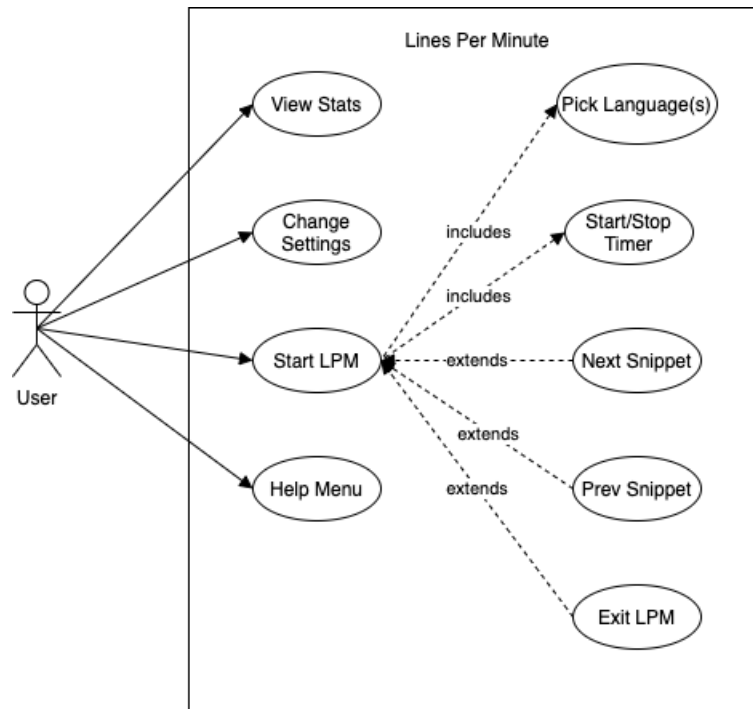 Lines Per Minute
View Stats
Pick Language(s)
Change
Settings
includes
Start/Stop
Timer
includes
User
Start LPM
extends
Next Snippet
extends
Help Menu
extends
Prev Snippet
Exit LPM